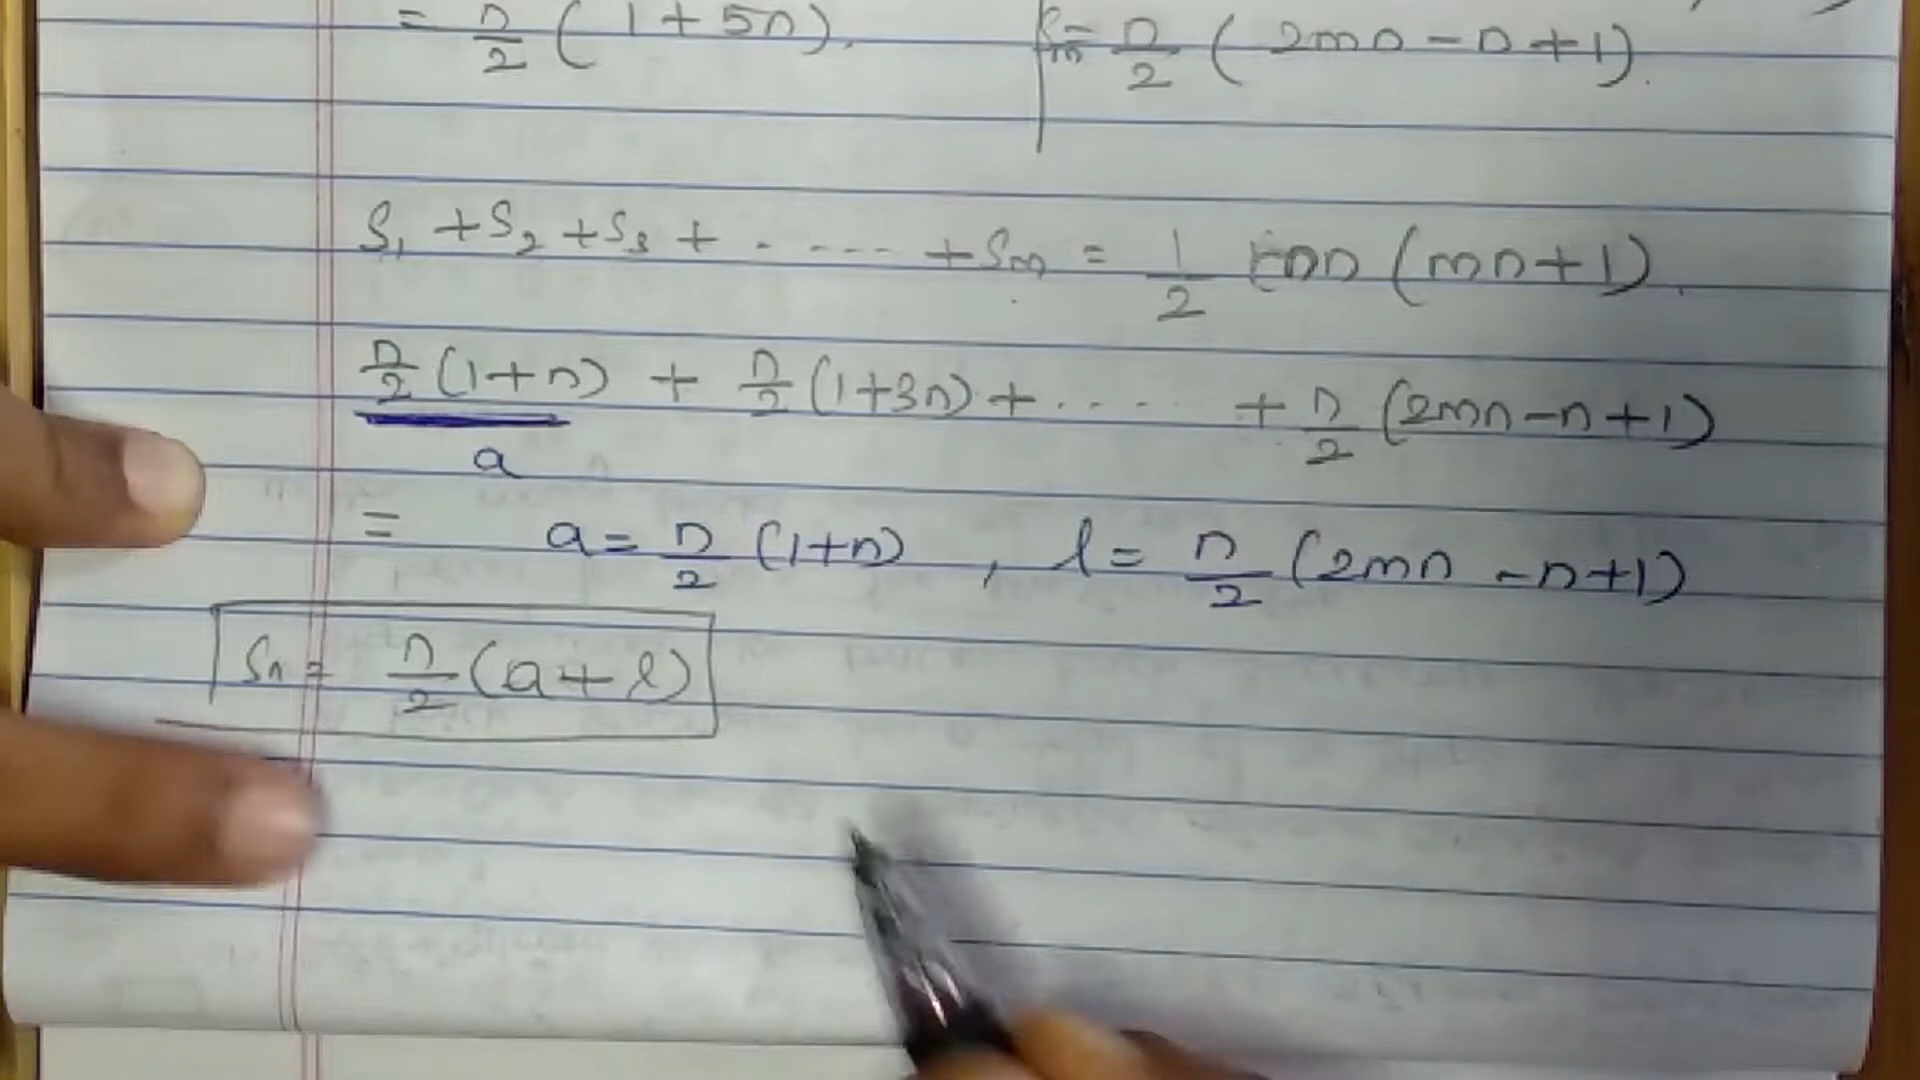 = n/2 (1+5n).
Sm = n/2 (2mn-n+1).
S₁ +S₂ +S₃ + ...... +Sm = 1/2 mn (mn+1).
n/2 (1+n) + n/2 (1+3n) + .... + n/2 (2mn-n+1)
a
= a= n/2 (1+n) , l= n/2 (2mn -n+1)
Sn = n/2 (a+l)